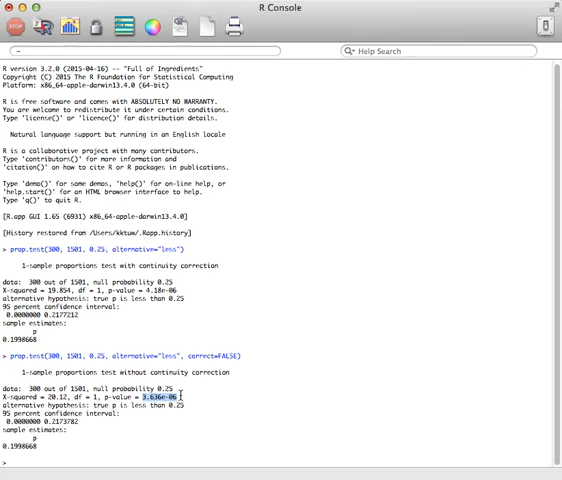 R Console
STOP
Help Search
R version 3.2.0 (2015-04-16) -- "Full of Ingredients"
Copyright (C) 2015 The R Foundation for Statistical Computing
Platform: x86_64-apple-darwin13.4.0 (64-bit)
R is free software and comes with ABSOLUTELY NO WARRANTY.
You are welcome to redistribute it under certain conditions.
Type 'license()' or 'licence()' for distribution details.
Natural language support but running in an English locale
R is a collaborative project with many contributors.
Type 'contributors()' for more information and
'citation()' on how to cite R or R packages in publications.
Type 'demo()' for some demos, 'help()' for on-line help, or
'help.start()' for an HTML browser interface to help.
Type 'q()' to quit R.
[R.app GUI 1.65 (6931) x86_64-apple-darwin13.4.0]
[History restored from /Users/kktuw/.Rapp.history]
> prop.test(300, 1501, 0.25, alternative="less")
1-sample proportions test with continuity correction
data: 300 out of 1501, null probability 0.25
X-squared = 19.854, df = 1, p-value = 4.18e-06
alternative hypothesis: true p is less than 0.25
95 percent confidence interval:
0.0000000 0.2177212
sample estimates:
p
0.1998668
> prop.test(300, 1501, 0.25, alternative="less", correct=FALSE)
1-sample proportions test without continuity correction
data: 300 out of 1501, null probability 0.25
X-squared = 20.12, df = 1, p-value = 3.636e-06
alternative hypothesis: true p is less than 0.25
95 percent confidence interval:
0.0000000 0.2173782
sample estimates:
p
0.1998668
>